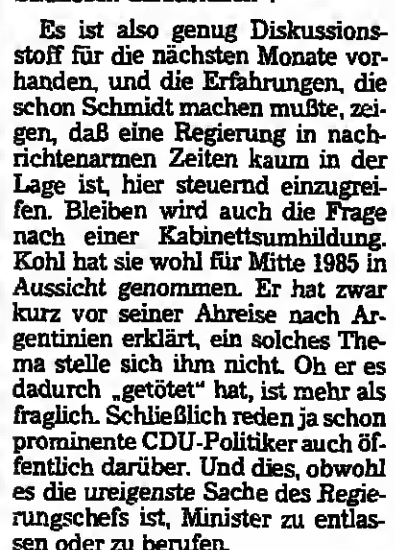 Es ist also genug Diskussions-
stoff für die nächsten Monate vor-
handen, und die Erfahrungen, die
schon Schmidt machen mußte, zei-
gen, daß eine Regierung in nach-
richtenarmen Zeiten kaum in der
Lage ist, hier steuernd einzugrei-
fen. Bleiben wird auch die Frage
nach einer Kabinettsumhildung.
Kohl hat sie wohl für Mitte 1985 in
Aussicht genommen. Er hat zwar
kurz vor seiner Ahreise nach Ar-
gentinien erklärt, ein solches The-
ma stelle sich ihm nicht. Oh er es
dadurch „getötet“ hat, ist mehr als
fraglich. Schließlich reden ja schon
prominente CDU-Politiker auch öf-
fentlich darüber. Und dies, obwohl
es die ureigenste Sache des Regie-
rungschefs ist, Minister zu entlas-
sen oder zu berufen.